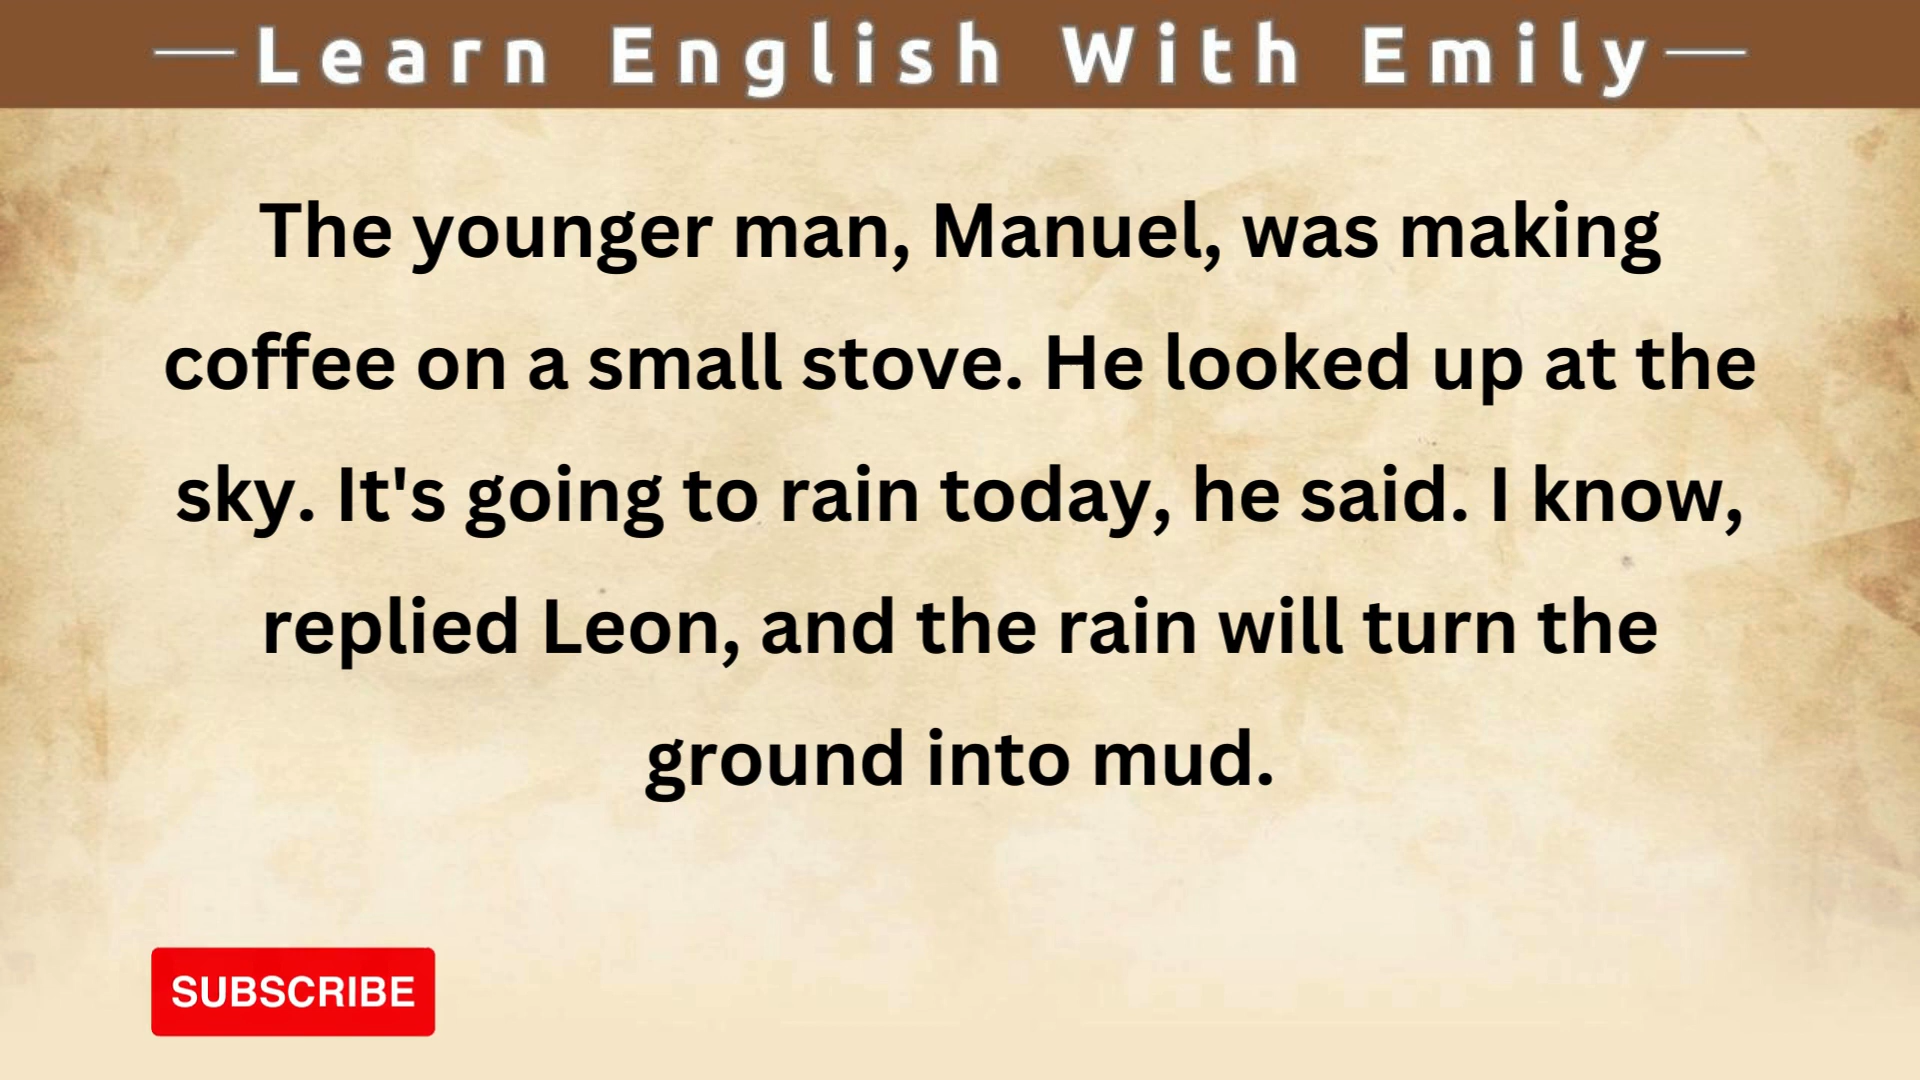 Learn English With Emily
The younger man, Manuel, was making
coffee on a small stove. He looked up at the
sky. It's going to rain today, he said. I know,
replied Leon, and the rain will turn the
ground into mud.
SUBSCRIBE